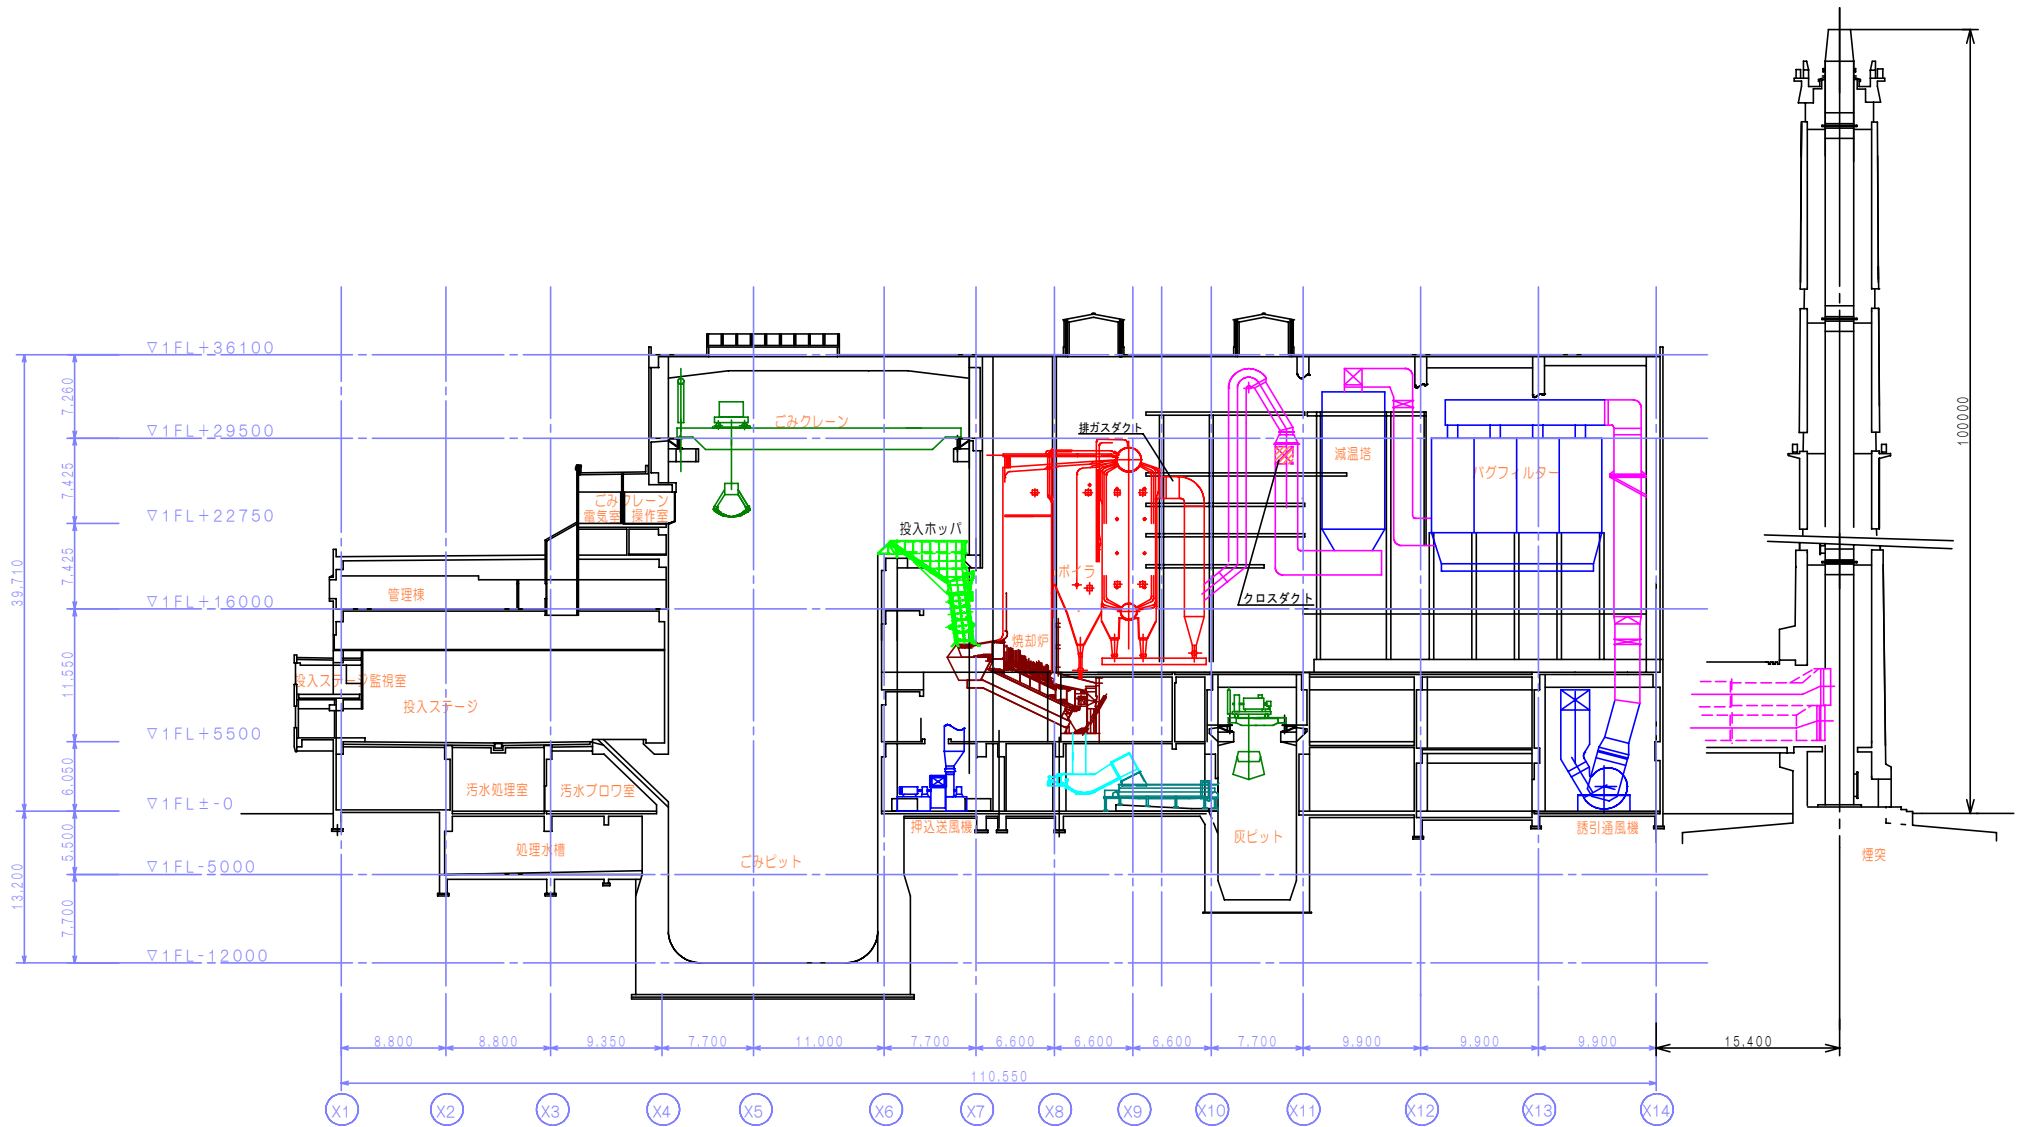 100000
▽1FL+36100
▽1FL+29500
▽1FL+22750
▽1FL+16000
▽1FL+5500
▽1FL±-0
▽1FL-5000
▽1FL-12000
7,260
7,425
7,425
11,550
6,050
5,500
7,700
39,710
13,200
ごみクレーン
排ガスダクト
減温塔
バグフィルター
ごみクレーン
電気室
操作室
投入ホッパ
ボイラ
管理棟
クロスダクト
焼却炉
投入ステージ監視室
投入ステージ
汚水処理室
汚水ブロワ室
押込送風機
灰ピット
誘引通風機
処理水槽
ごみピット
煙突
8,800
8,800
9,350
7,700
11,000
7,700
6,600
6,600
6,600
7,700
9,900
9,900
9,900
15,400
110,550
X1
X2
X3
X4
X5
X6
X7
X8
X9
X10
X11
X12
X13
X14